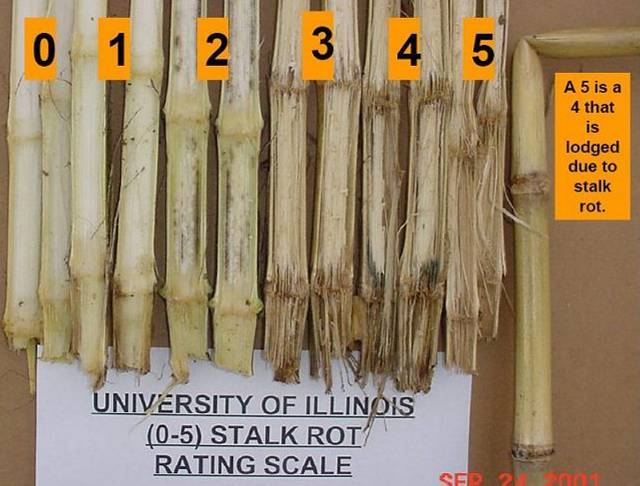 0 1 2 3 4 5
A 5 is a
4 that
is
lodged
due to
stalk
rot.
UNIVERSITY OF ILLINOIS
(0-5) STALK ROT
RATING SCALE
SEP 24 2001